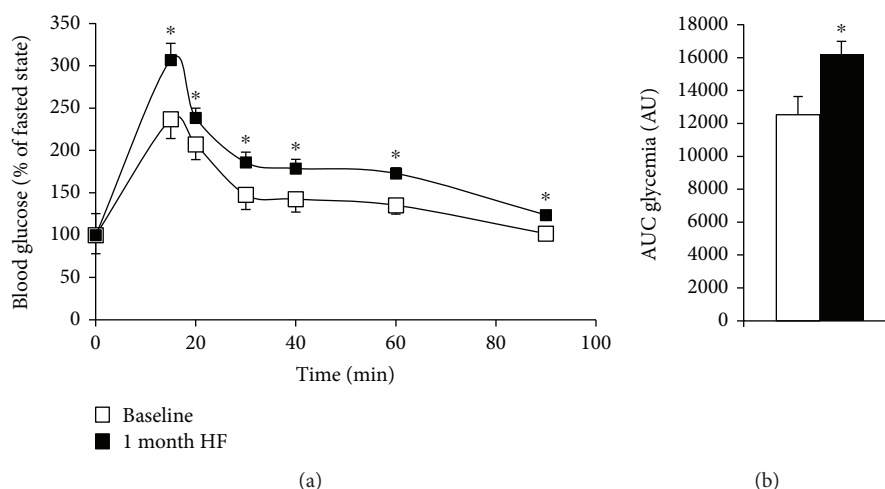 Blood glucose (% of fasted state)
350
300
250
200
150
100
50
0
* * * * * * *
0 20 40 60 80 100
Time (min)
Baseline
1 month HF
(a)
AUC glycemia (AU)
18000
16000
14000
12000
10000
8000
6000
4000
2000
0
*
(b)